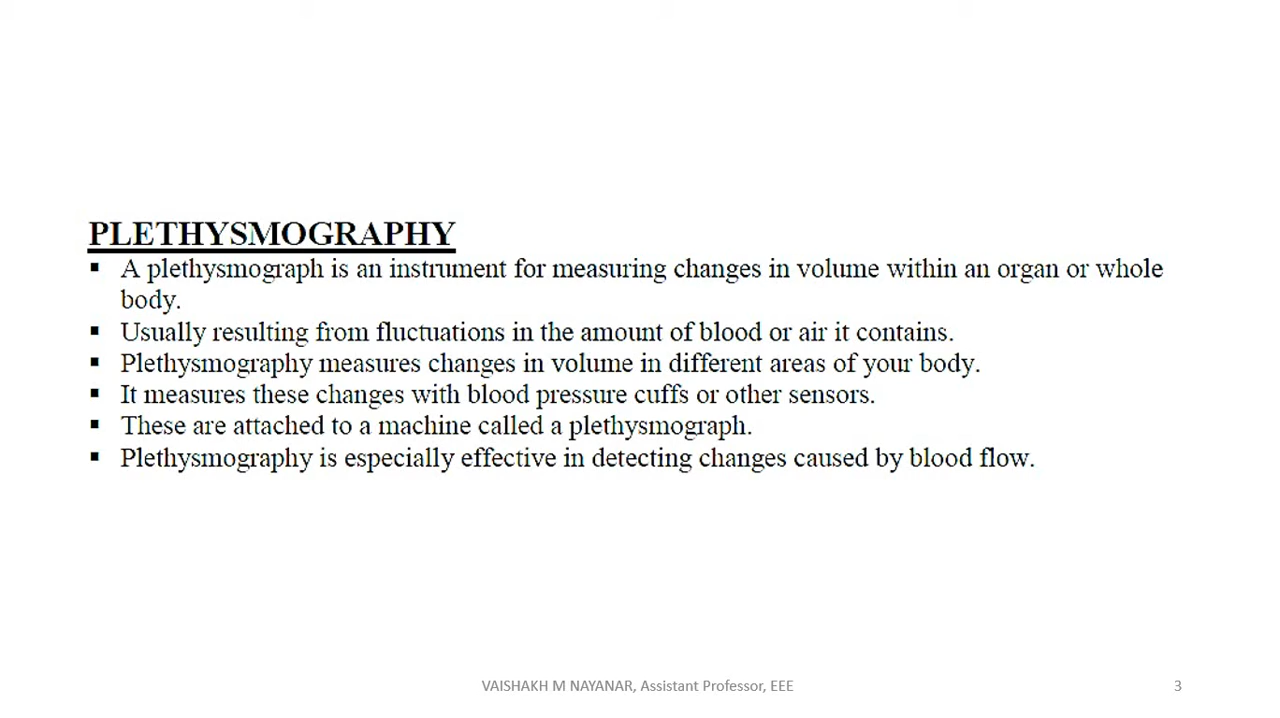 PLETHYSMOGRAPHY
▪ A plethysmograph is an instrument for measuring changes in volume within an organ or whole
body.
▪ Usually resulting from fluctuations in the amount of blood or air it contains.
▪ Plethysmography measures changes in volume in different areas of your body.
▪ It measures these changes with blood pressure cuffs or other sensors.
▪ These are attached to a machine called a plethysmograph.
▪ Plethysmography is especially effective in detecting changes caused by blood flow.
VAISHAKH M NAYANAR, Assistant Professor, EEE
3